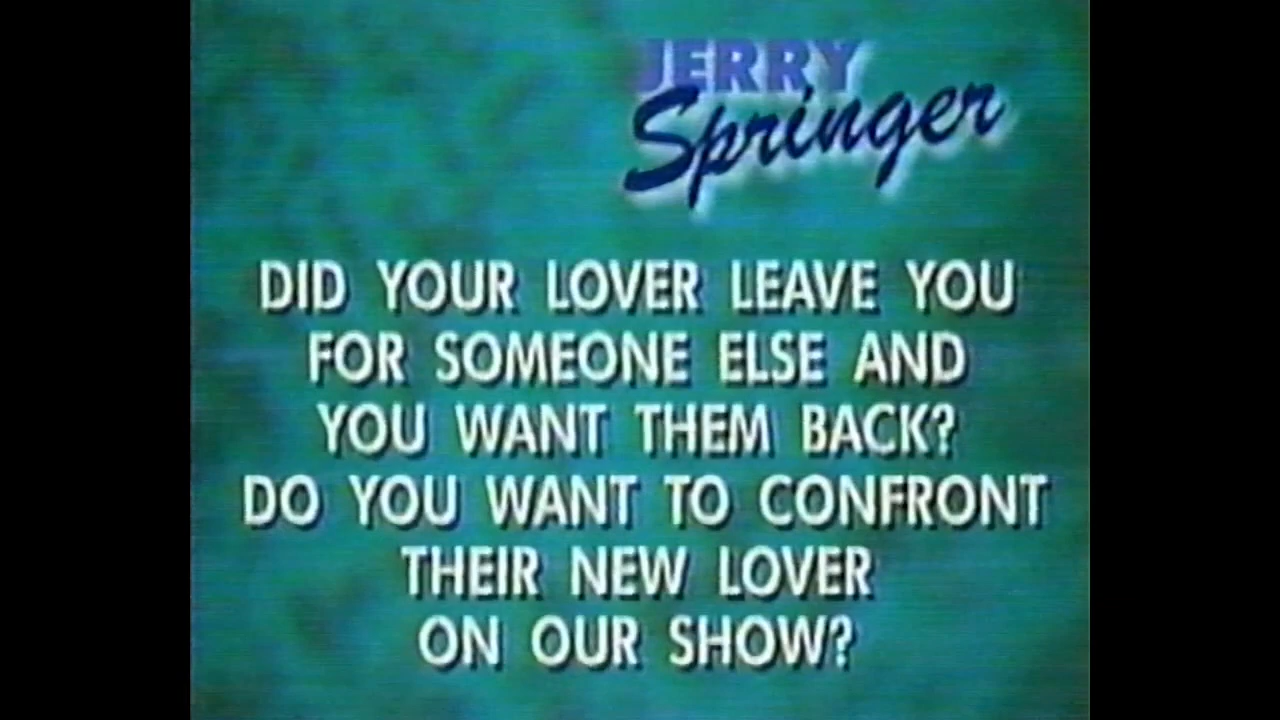 JERRY
Springer
DID YOUR LOVER LEAVE YOU
FOR SOMEONE ELSE AND
YOU WANT THEM BACK?
DO YOU WANT TO CONFRONT
THEIR NEW LOVER
ON OUR SHOW?